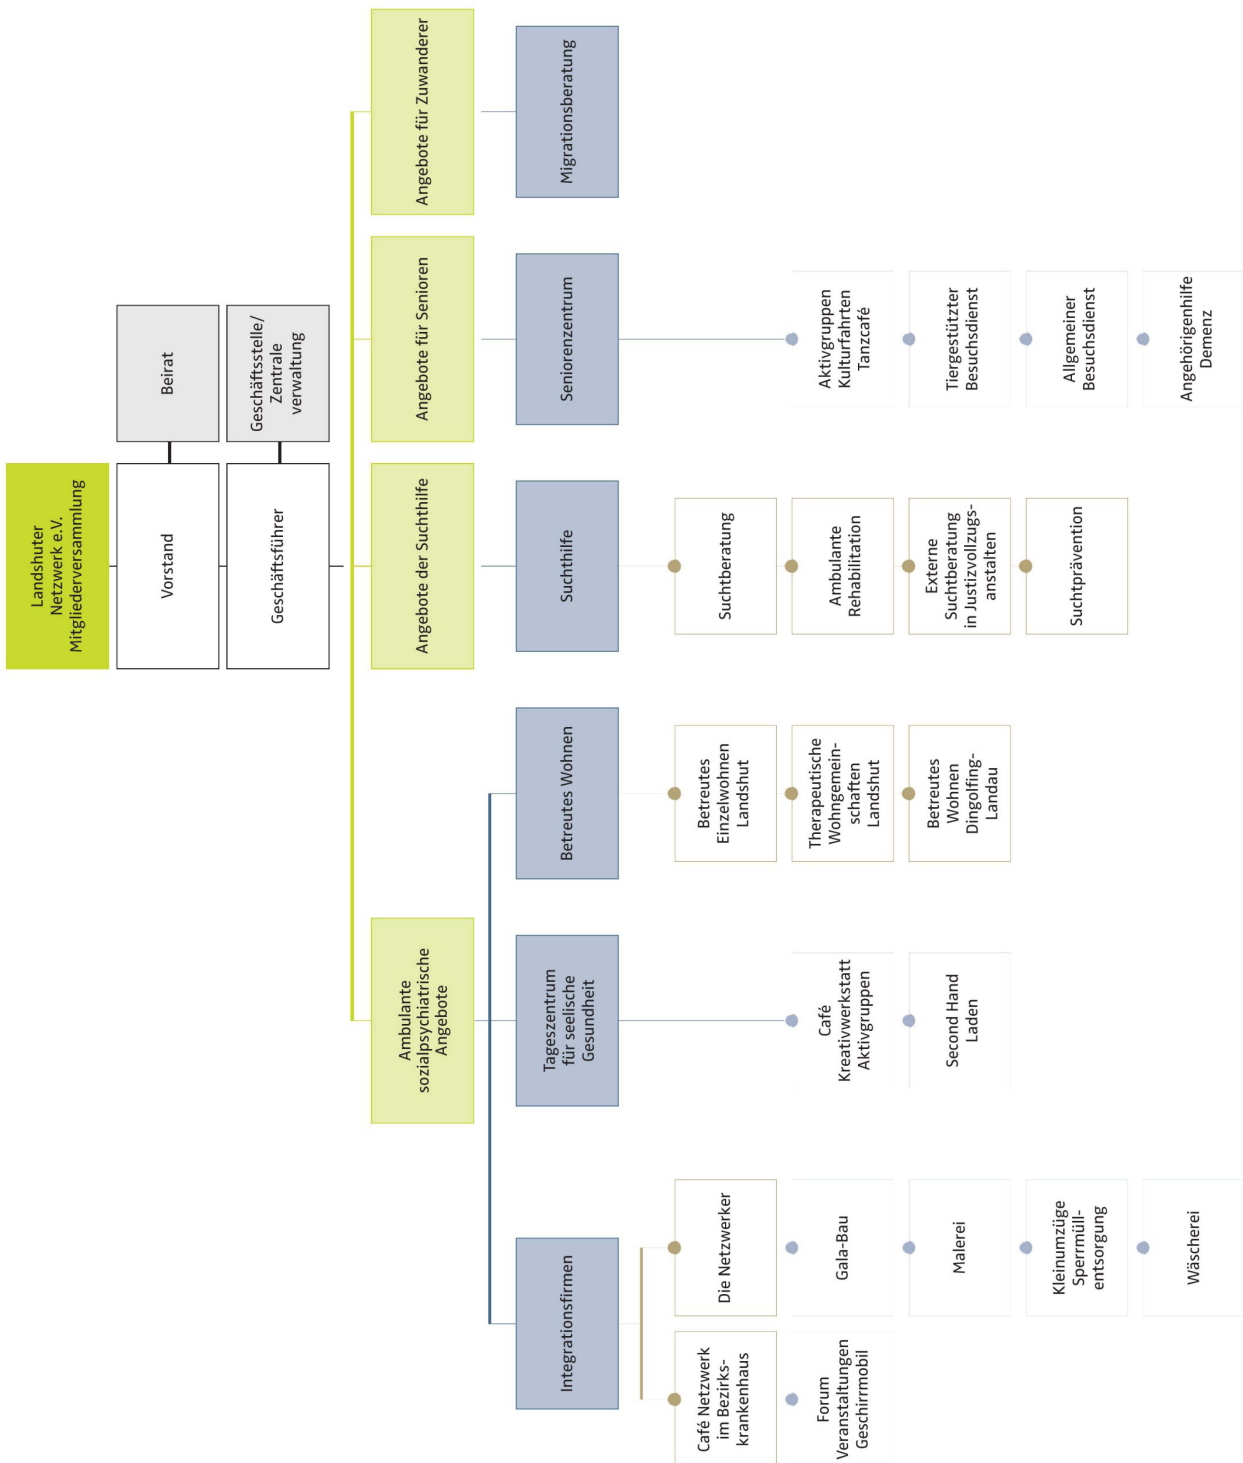 Landshuter
Netzwerk e.V.
Mitgliederversammlung
Vorstand
Beirat
Geschäftsführer
Geschäftsstelle/
Zentrale
verwaltung
Ambulante
sozialpsychiatrische
Angebote
Angebote der Suchthilfe
Angebote für Senioren
Angebote für Zuwanderer
Integrationsfirmen
Tageszentrum
für seelische
Gesundheit
Betreutes Wohnen
Suchthilfe
Seniorenzentrum
Migrationsberatung
Café Netzwerk
im Bezirks-
krankenhaus
Forum
Veranstaltungen
Geschirrmobil
Die Netzwerker
Gala-Bau
Malerei
Kleinumzüge
Sperrmüll-
entsorgung
Wäscherei
Café
Kreativwerkstatt
Aktivgruppen
Second Hand
Laden
Betreutes
Einzelwohnen
Landshut
Therapeutische
Wohngemein-
schaften
Landshut
Betreutes
Wohnen
Dingolfing-
Landau
Suchtberatung
Ambulante
Rehabilitation
Externe
Suchtberatung
in Justizvollzugs-
anstalten
Suchtprävention
Aktivgruppen
Kulturfahrten
Tanzcafé
Tiergestützter
Besuchsdienst
Allgemeiner
Besuchsdienst
Angehörigenhilfe
Demenz